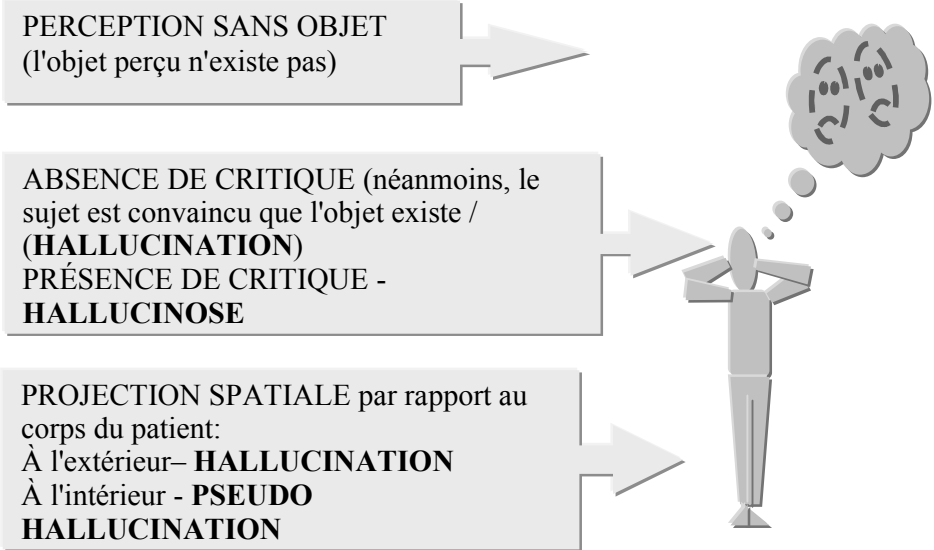 PERCEPTION SANS OBJET
(l'objet perçu n'existe pas)
ABSENCE DE CRITIQUE (néanmoins, le
sujet est convaincu que l'objet existe /
(HALLUCINATION)
PRÉSENCE DE CRITIQUE -
HALLUCINOSE
PROJECTION SPATIALE par rapport au
corps du patient:
À l'extérieur– HALLUCINATION
À l'intérieur - PSEUDO
HALLUCINATION